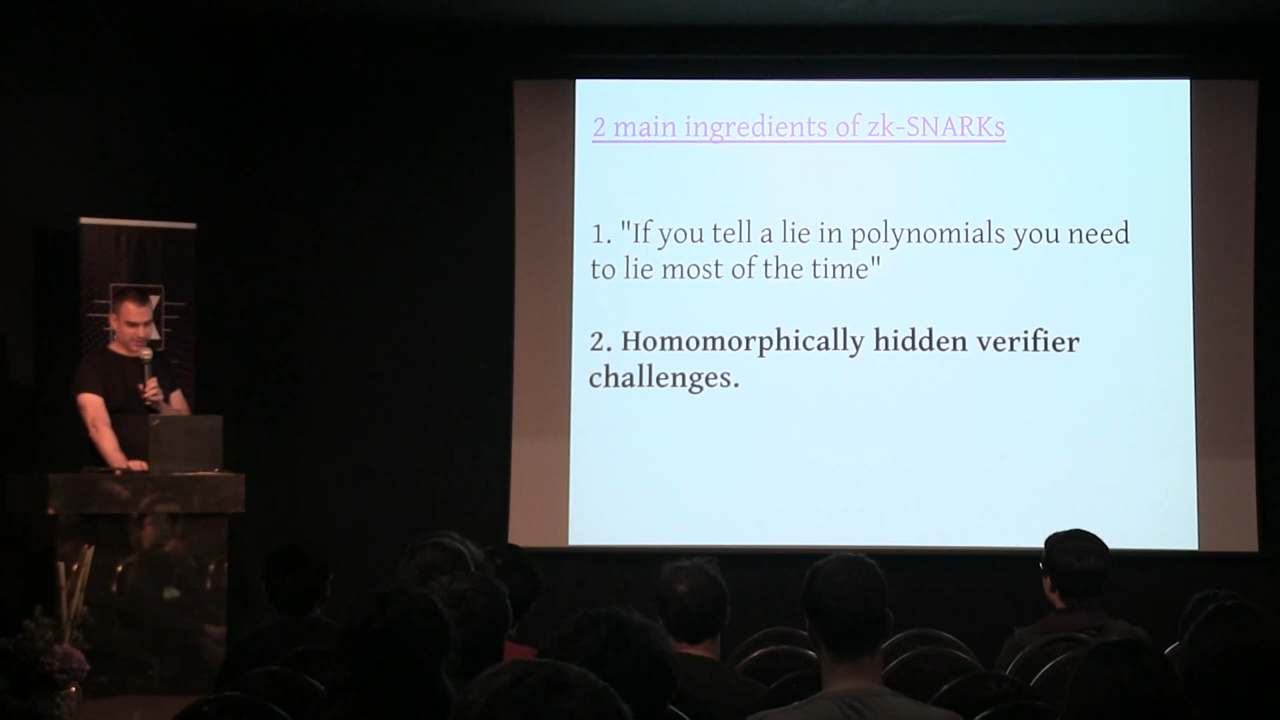 2 main ingredients of zk-SNARKs
1. "If you tell a lie in polynomials you need
to lie most of the time"
2. Homomorphically hidden verifier
challenges.